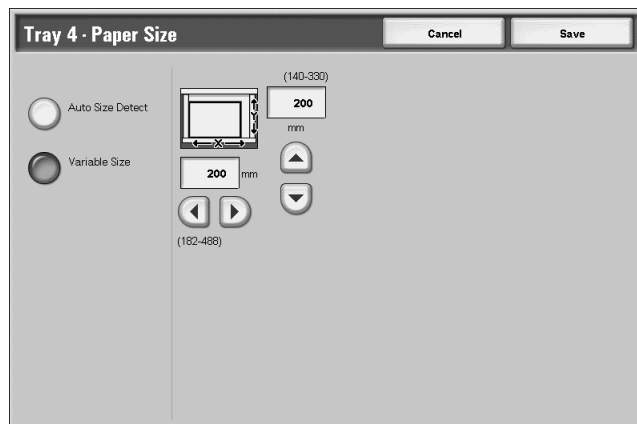 Tray 4 - Paper Size
Cancel
Save
Auto Size Detect
Variable Size
(140-330)
200
mm
Y
X
200 mm
(182-488)